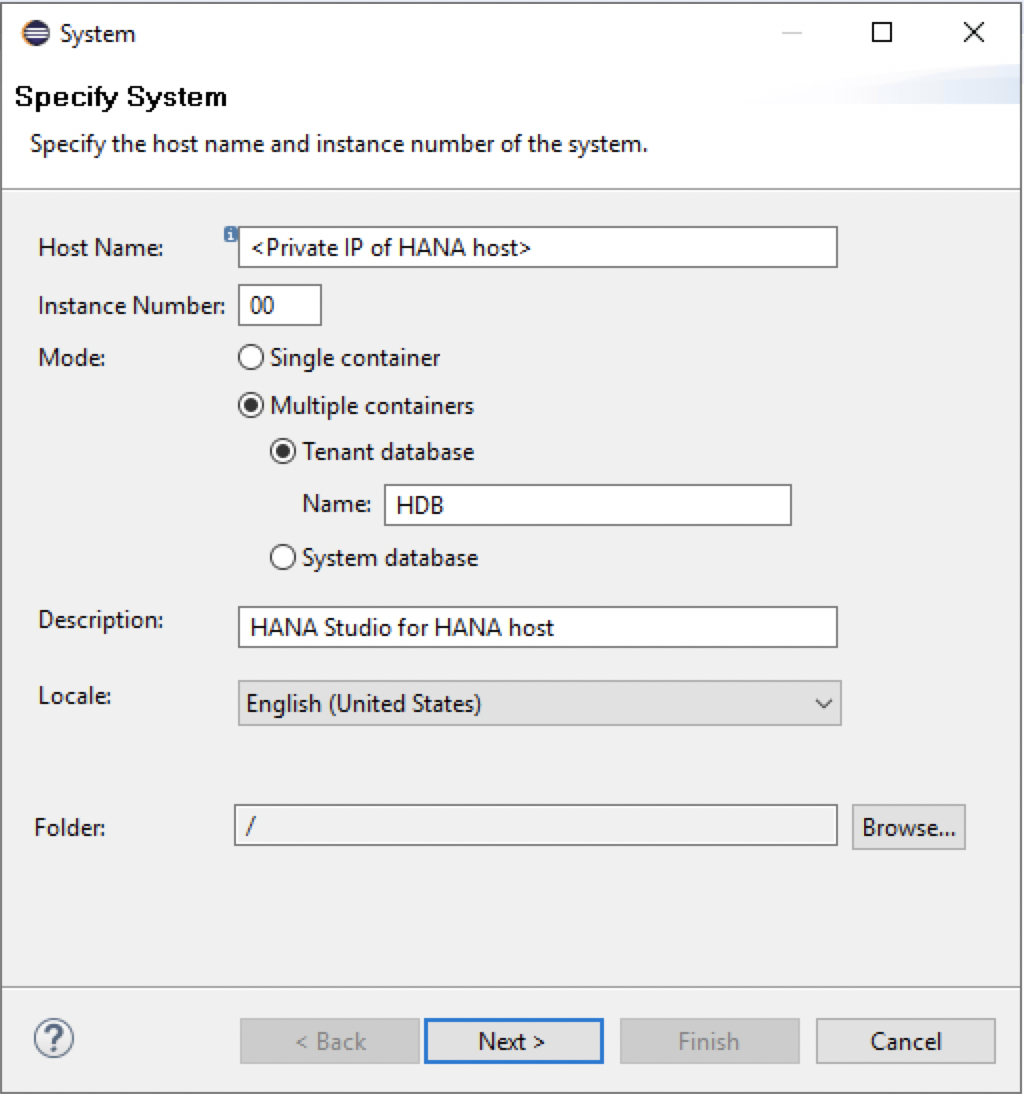 System
Specify System
Specify the host name and instance number of the system.
Host Name: <Private IP of HANA host>
Instance Number: 00
Mode: Single container
Multiple containers
Tenant database
Name: HDB
System database
Description: HANA Studio for HANA host
Locale: English (United States)
Folder: / Browse...
? < Back Next > Finish Cancel